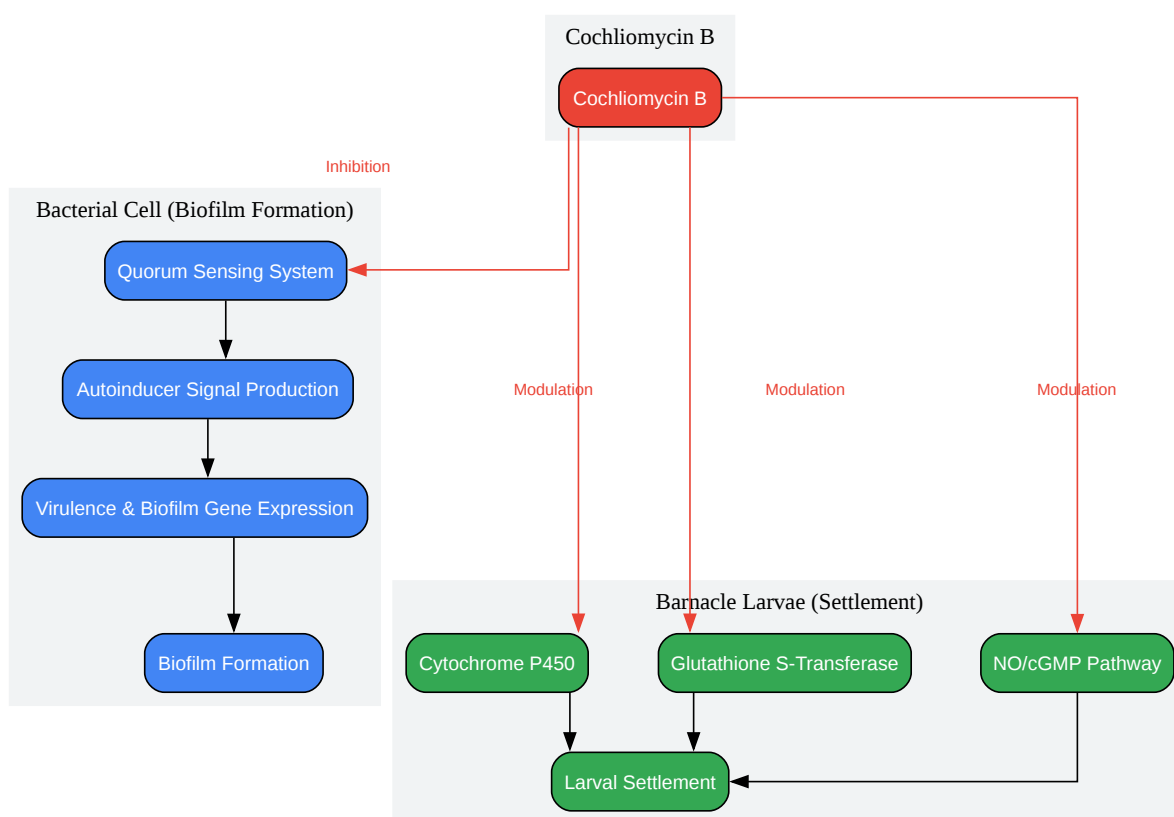 Cochliomycin B
Cochliomycin B
Inhibition
Bacterial Cell (Biofilm Formation)
Quorum Sensing System
Autoinducer Signal Production
Modulation
Modulation
Modulation
Virulence & Biofilm Gene Expression
Barnacle Larvae (Settlement)
Biofilm Formation
Cytochrome P450
Glutathione S-Transferase
NO/cGMP Pathway
Larval Settlement